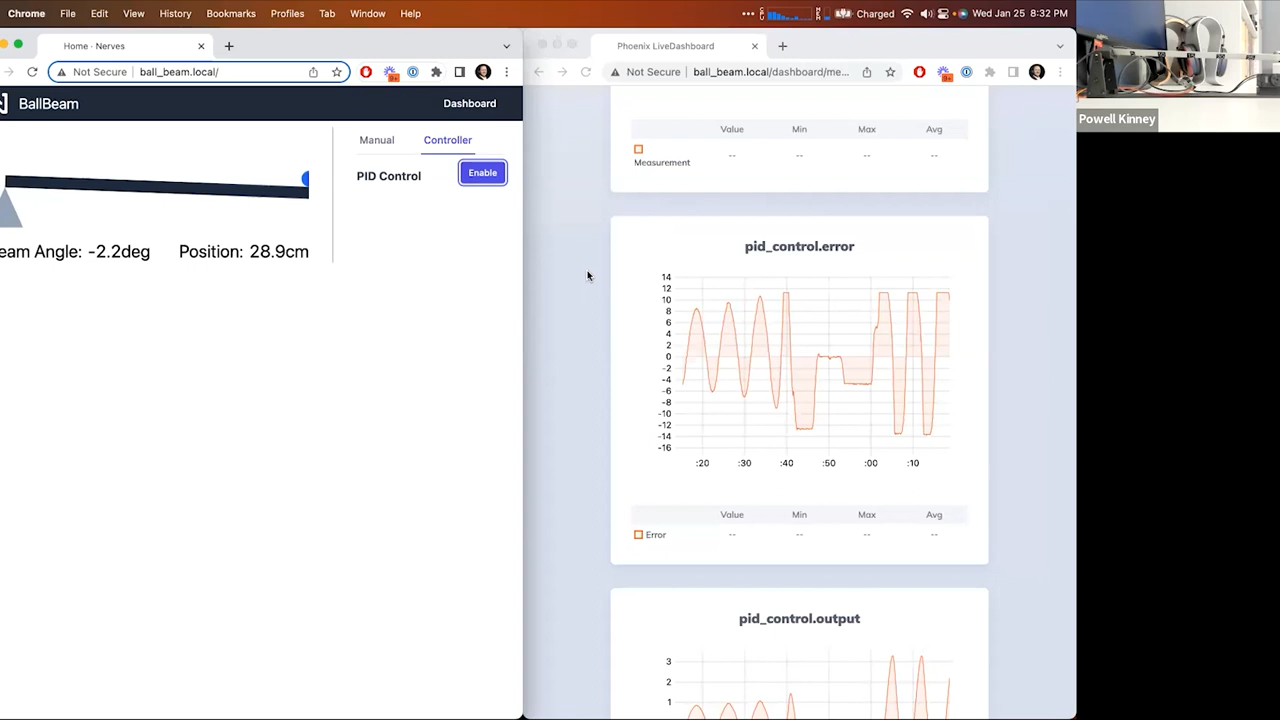 Chrome File Edit View History Bookmarks Profiles Tab Window Help
Charged Wed Jan 25 8:32 PM
Home · Nerves
Not Secure ball_beam.local/
BallBeam Dashboard
Manual Controller
PID Control Enable
eam Angle: -2.2deg Position: 28.9cm
Phoenix LiveDashboard
Not Secure ball_beam.local/dashboard/me...
Value Min Max Avg
Measurement -- -- -- --
pid_control.error
14
12
10
8
6
4
2
0
-2
-4
-6
-8
-10
-12
-14
-16
:20 :30 :40 :50 :00 :10
Value Min Max Avg
Error -- -- -- --
pid_control.output
3
2
1
Powell Kinney